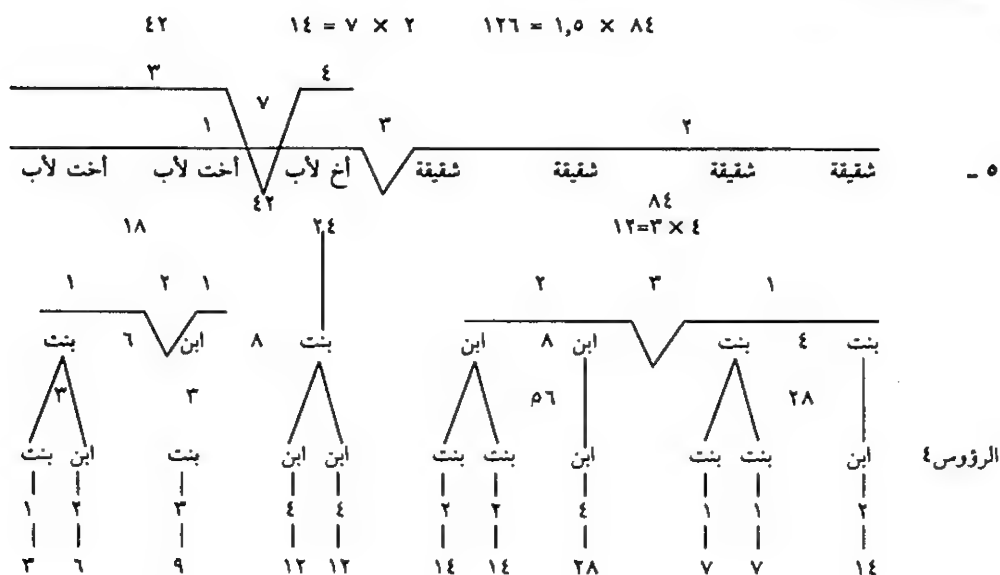 ٨٤ × ١,٥ = ١٢٦ ٢ × ٧ = ١٤ ٤٢
٤ ٣
٧
٢ ٣ ١
٥ ـ شقيقة شقيقة شقيقة شقيقة أخ لأب أخت لأب أخت لأب
٨٤ ٤٢
٤ × ٣=١٢ ٢٤ ١٨
١ ٣ ٢ ١ ٢ ١
بنت ٤ بنت ابن ٨ ابن بنت ٨ ابن ٦ بنت
٢٨ ٥٦ ٣ ٣
الرؤوس٤ ابن بنت بنت ابن بنت بنت ابن ابن بنت ابن بنت
٢ ١ ١ ٤ ٢ ٢ ٤ ٤ ٣ ٢ ١
١٤ ٧ ٧ ٢٨ ١٤ ١٤ ١٢ ١٢ ٩ ٦ ٣